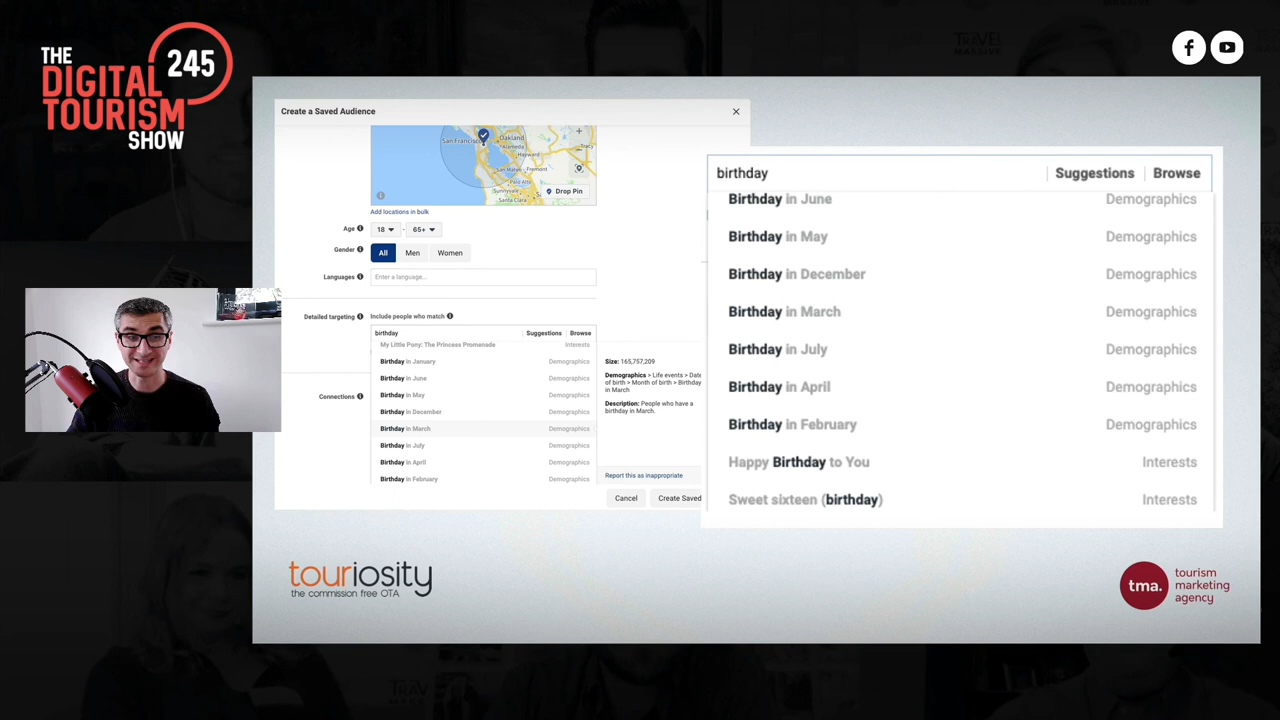 THE
DIGITAL
TOURISM
SHOW
245
Create a Saved Audience
San Francisco
Oakland
Alameda
Hayward
Tracy
San Mateo
Palo Alto
Sunnyvale
Santa Clara
Drop Pin
Add locations in bulk
Age
18 - 65+
Gender
All Men Women
Languages
Enter a language...
Detailed targeting
Include people who match
birthday Suggestions Browse
My Little Pony: The Princess Promenade Interests
Birthday in January Demographics
Birthday in June Demographics
Birthday in May Demographics
Birthday in December Demographics
Birthday in March Demographics
Birthday in July Demographics
Birthday in April Demographics
Birthday in February Demographics
Connections
Size: 165,757,209
Demographics > Life events > Date
of birth > Month of birth > Birthday
in March
Description: People who have a
birthday in March.
Report this as inappropriate
Cancel Create Saved
birthday Suggestions Browse
Birthday in June Demographics
Birthday in May Demographics
Birthday in December Demographics
Birthday in March Demographics
Birthday in July Demographics
Birthday in April Demographics
Birthday in February Demographics
Happy Birthday to You Interests
Sweet sixteen (birthday) Interests
touriosity
the commission free OTA
tma.
tourism
marketing
agency